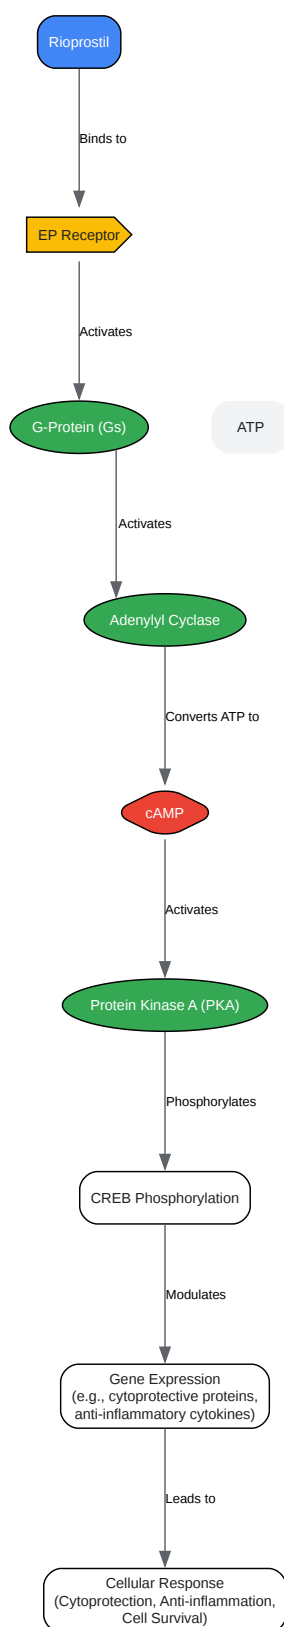 Rioprostil
Binds to
EP Receptor
Activates
G-Protein (Gs)
ATP
Activates
Adenylyl Cyclase
Converts ATP to
cAMP
Activates
Protein Kinase A (PKA)
Phosphorylates
CREB Phosphorylation
Modulates
Gene Expression
(e.g., cytoprotective proteins,
anti-inflammatory cytokines)
Leads to
Cellular Response
(Cytoprotection, Anti-inflammation,
Cell Survival)